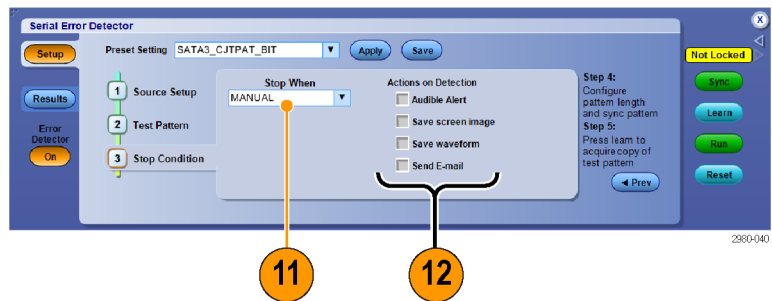 Serial Error Detector
x
Setup
Preset Setting SATA3_CJTPAT_BIT Apply Save
Not Locked
Results
Error
Detector
On
1 Source Setup
2 Test Pattern
3 Stop Condition
Stop When
MANUAL
Actions on Detection
Audible Alert
Save screen image
Save waveform
Send E-mail
Step 4:
Configure
pattern length
and sync pattern
Step 5:
Press learn to
acquire copy of
test pattern
Prev
Sync
Learn
Run
Reset
2980-040
11
12